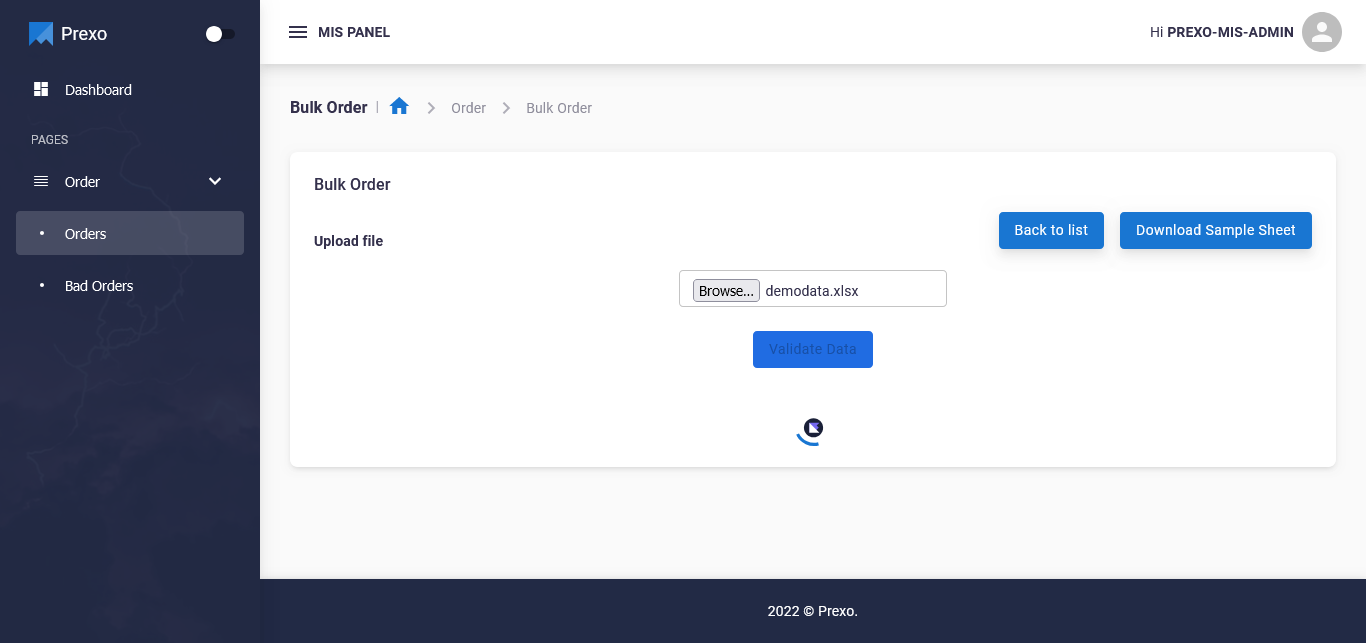 Prexo
Dashboard
PAGES
Order
Orders
Bad Orders
MIS PANEL
Hi PREXO-MIS-ADMIN
Bulk Order | Order Bulk Order
Bulk Order
Upload file
Back to list
Download Sample Sheet
Browse... demodata.xlsx
Validate Data
2022 © Prexo.